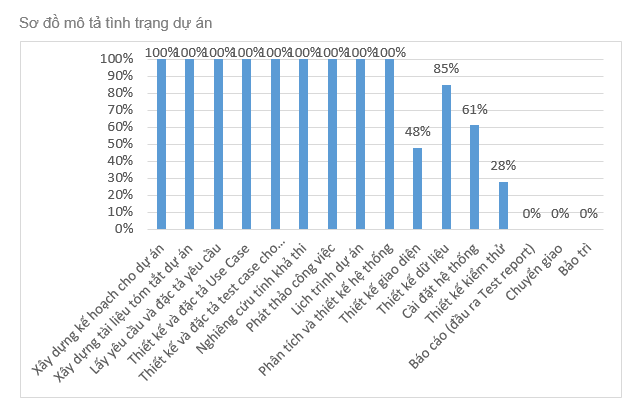 Sơ đồ mô tả tình trạng dự án
100% 100% 100% 100% 100% 100% 100% 100% 100%
85%
61%
48%
28%
0% 0% 0%
100%
90%
80%
70%
60%
50%
40%
30%
20%
10%
0%
Xây dựng kế hoạch cho dự án
Xây dựng tài liệu tóm tắt dự án
Lấy yêu cầu và đặc tả yêu cầu
Thiết kế và đặc tả Use Case
Thiết kế và đặc tả test case cho...
Nghiên cứu tính khả thi
Phát thảo công việc
Lịch trình dự án
Phân tích và thiết kế hệ thống
Thiết kế giao diện
Thiết kế dữ liệu
Cài đặt hệ thống
Thiết kế kiểm thử
Báo cáo (đầu ra Test report)
Chuyển giao
Bảo trì